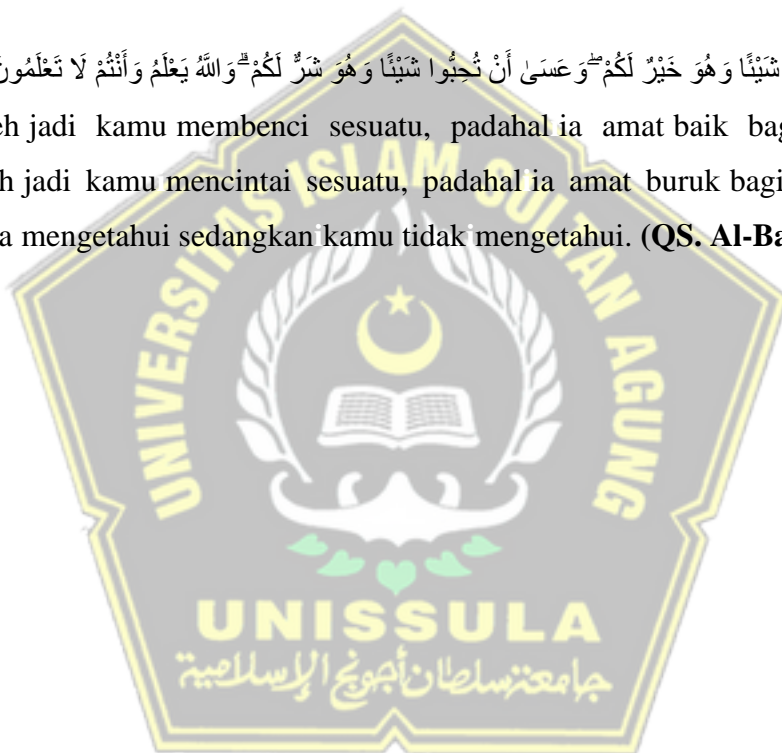 شَيْئًا وَهُوَ خَيْرٌ لَكُمْ ۖ وَعَسَىٰ أَنْ تُحِبُّوا شَيْئًا وَهُوَ شَرٌّ لَكُمْ ۗ وَاللَّهُ يَعْلَمُ وَأَنْتُمْ لَا تَعْلَمُونَ
eh jadi kamu membenci sesuatu, padahal ia amat baik bag
h jadi kamu mencintai sesuatu, padahal ia amat buruk bagi
a mengetahui sedangkan kamu tidak mengetahui. (QS. Al-Ba
UNIVERSITAS ISLAM SULTAN AGUNG
UNISSULA
جامعة سلطان أجونج الإسلامية